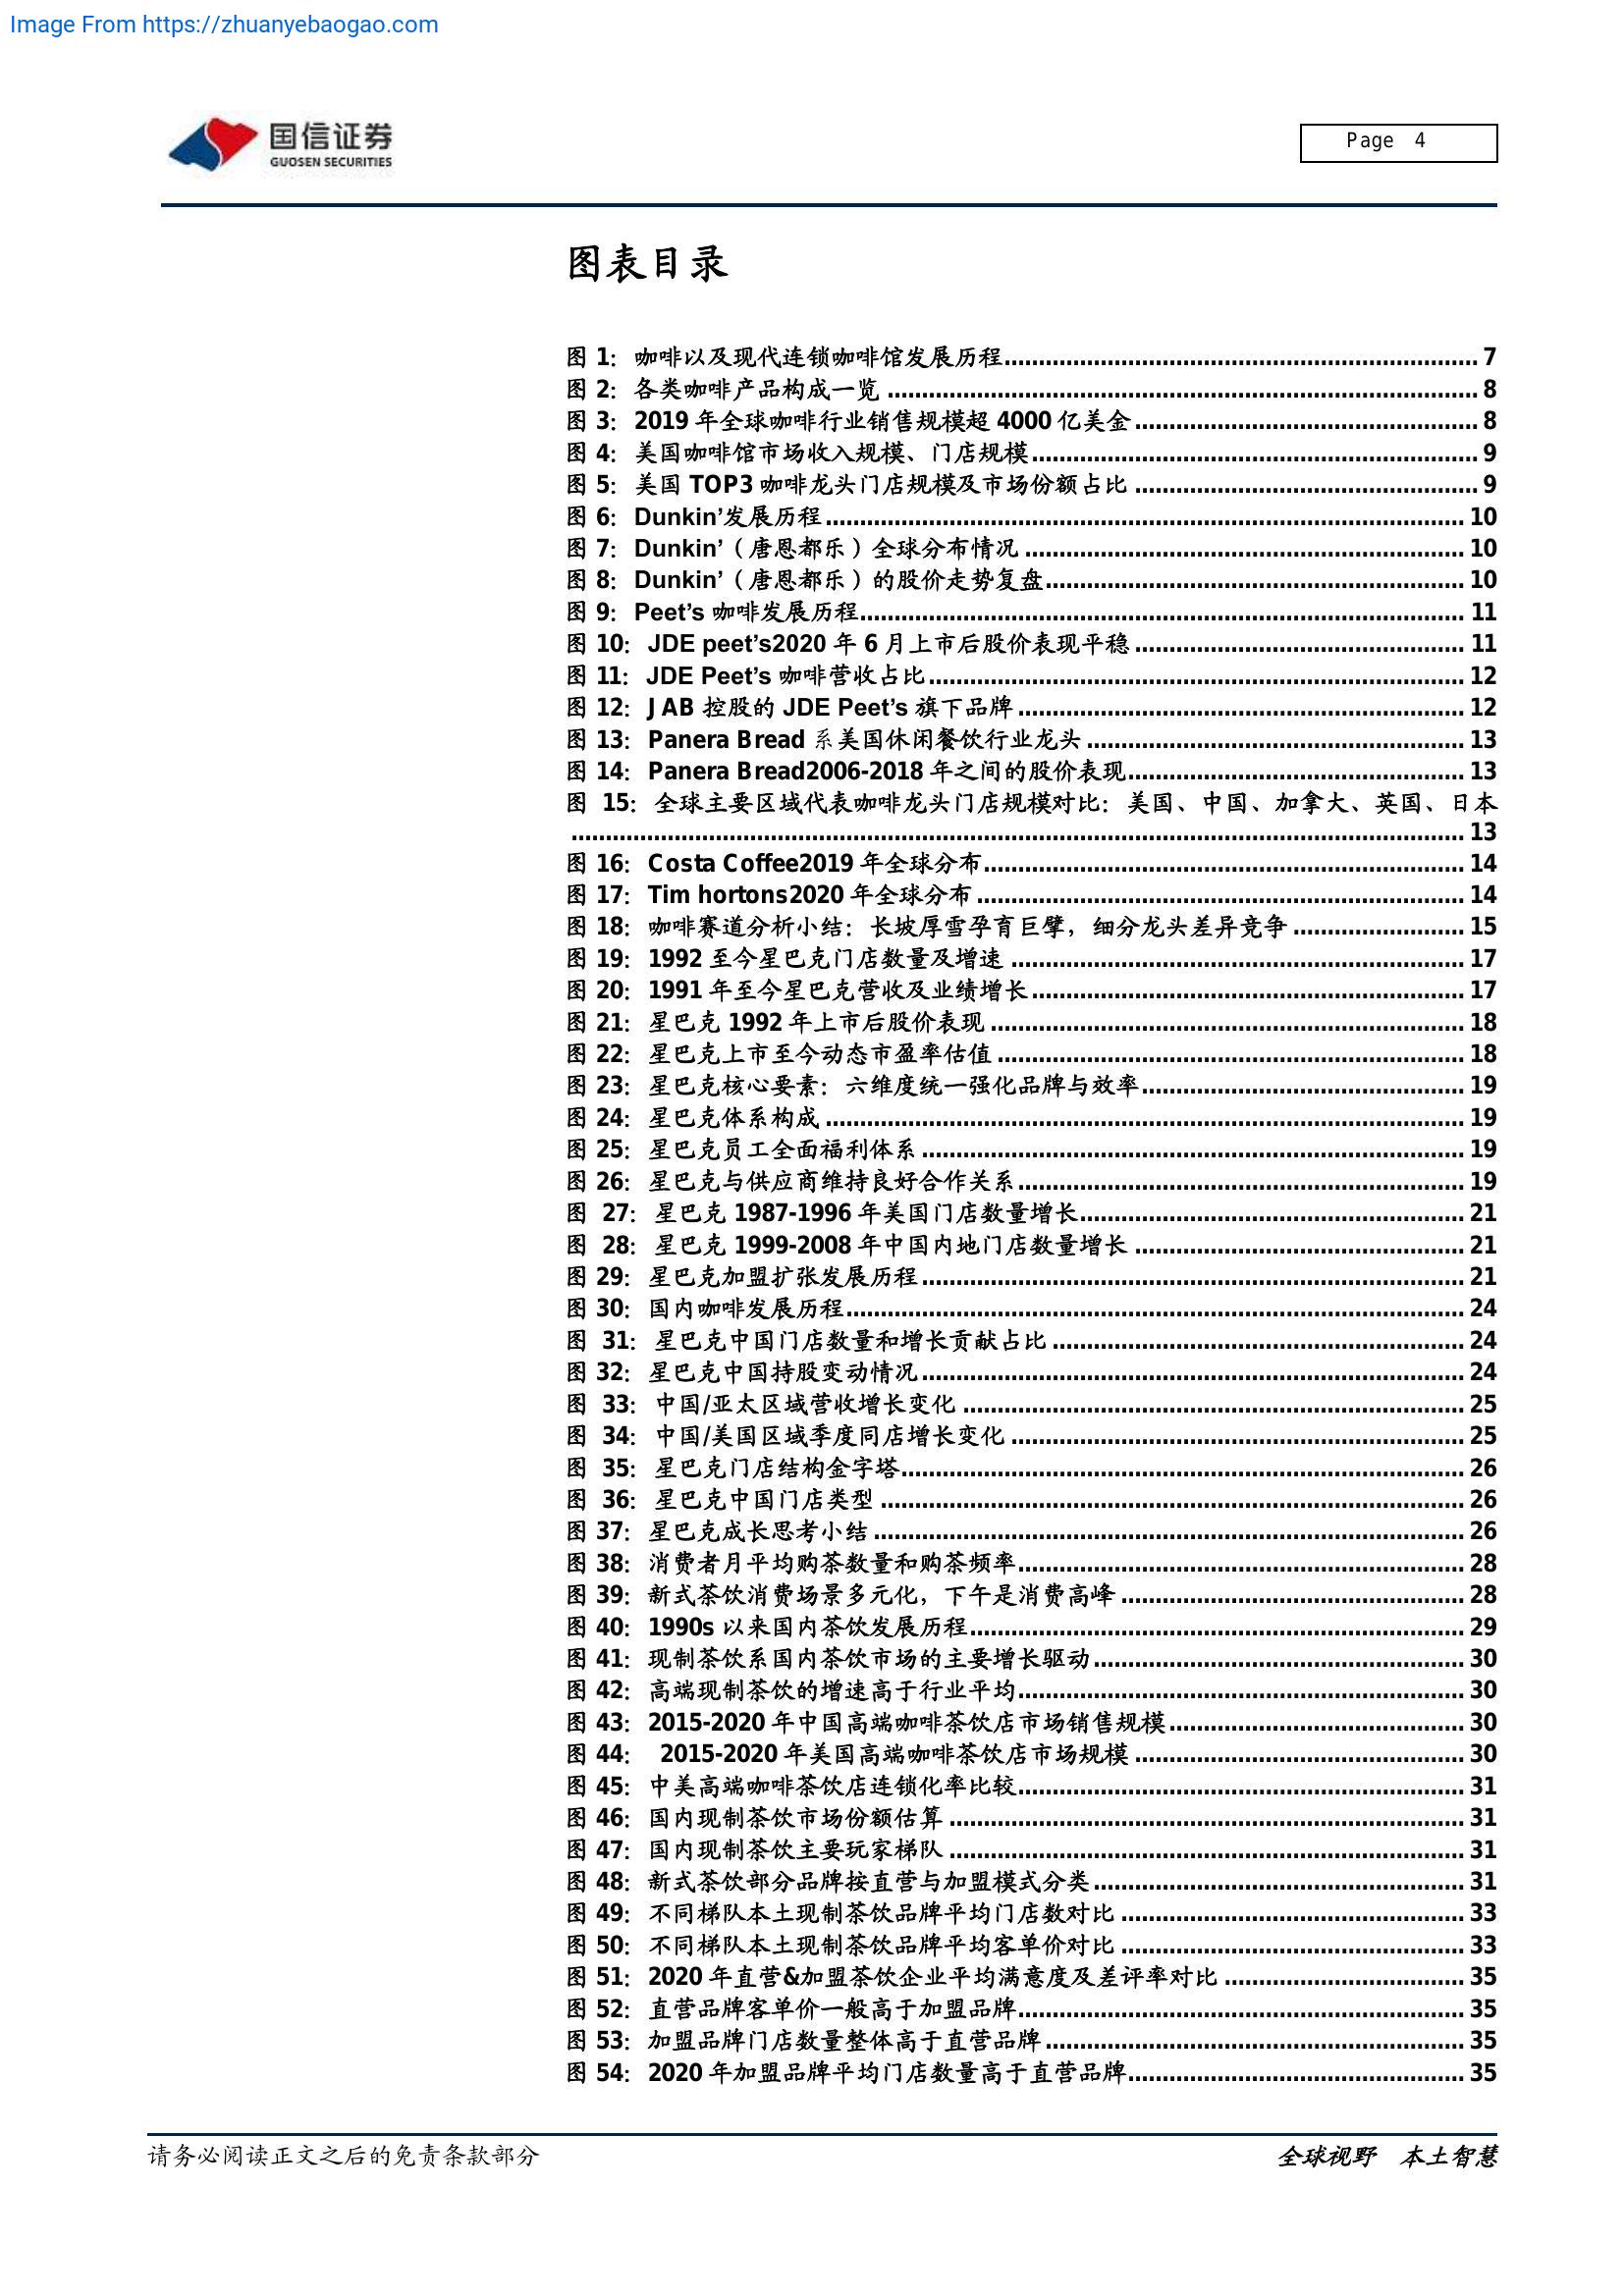 Image From https://zhuanyebaogao.com
国信证券
GUOSEN SECURITIES
Page 4
图表目录
图 1：咖啡以及现代连锁咖啡馆发展历程 7
图 2：各类咖啡产品构成一览 8
图 3：2019 年全球咖啡行业销售规模超 4000 亿美金 8
图 4：美国咖啡馆市场收入规模、门店规模 9
图 5：美国 TOP3 咖啡龙头门店规模及市场份额占比 9
图 6：Dunkin’发展历程 10
图 7：Dunkin’（唐恩都乐）全球分布情况 10
图 8：Dunkin’（唐恩都乐）的股价走势复盘 10
图 9：Peet’s 咖啡发展历程 11
图 10：JDE peet’s2020 年 6 月上市后股价表现平稳 11
图 11：JDE Peet’s 咖啡营收占比 12
图 12：JAB 控股的 JDE Peet’s 旗下品牌 12
图 13：Panera Bread 系美国休闲餐饮行业龙头 13
图 14：Panera Bread2006-2018 年之间的股价表现 13
图 15：全球主要区域代表咖啡龙头门店规模对比：美国、中国、加拿大、英国、日本
13
图 16：Costa Coffee2019 年全球分布 14
图 17：Tim hortons2020 年全球分布 14
图 18：咖啡赛道分析小结：长坡厚雪孕育巨擘，细分龙头差异竞争 15
图 19：1992 至今星巴克门店数量及增速 17
图 20：1991 年至今星巴克营收及业绩增长 17
图 21：星巴克 1992 年上市后股价表现 18
图 22：星巴克上市至今动态市盈率估值 18
图 23：星巴克核心要素：六维度统一强化品牌与效率 19
图 24：星巴克体系构成 19
图 25：星巴克员工全面福利体系 19
图 26：星巴克与供应商维持良好合作关系 19
图 27：星巴克 1987-1996 年美国门店数量增长 21
图 28：星巴克 1999-2008 年中国内地门店数量增长 21
图 29：星巴克加盟扩张发展历程 21
图 30：国内咖啡发展历程 24
图 31：星巴克中国门店数量和增长贡献占比 24
图 32：星巴克中国持股变动情况 24
图 33：中国/亚太区域营收增长变化 25
图 34：中国/美国区域季度同店增长变化 25
图 35：星巴克门店结构金字塔 26
图 36：星巴克中国门店类型 26
图 37：星巴克成长思考小结 26
图 38：消费者月平均购茶数量和购茶频率 28
图 39：新式茶饮消费场景多元化，下午是消费高峰 28
图 40：1990s 以来国内茶饮发展历程 29
图 41：现制茶饮系国内茶饮市场的主要增长驱动 30
图 42：高端现制茶饮的增速高于行业平均 30
图 43：2015-2020 年中国高端咖啡茶饮店市场销售规模 30
图 44： 2015-2020 年美国高端咖啡茶饮店市场规模 30
图 45：中美高端咖啡茶饮店连锁化率比较 31
图 46：国内现制茶饮市场份额估算 31
图 47：国内现制茶饮主要玩家梯队 31
图 48：新式茶饮部分品牌按直营与加盟模式分类 31
图 49：不同梯队本土现制茶饮品牌平均门店数对比 33
图 50：不同梯队本土现制茶饮品牌平均客单价对比 33
图 51：2020 年直营&加盟茶饮企业平均满意度及差评率对比 35
图 52：直营品牌客单价一般高于加盟品牌 35
图 53：加盟品牌门店数量整体高于直营品牌 35
图 54：2020 年加盟品牌平均门店数量高于直营品牌 35
请务必阅读正文之后的免责条款部分
全球视野 本土智慧